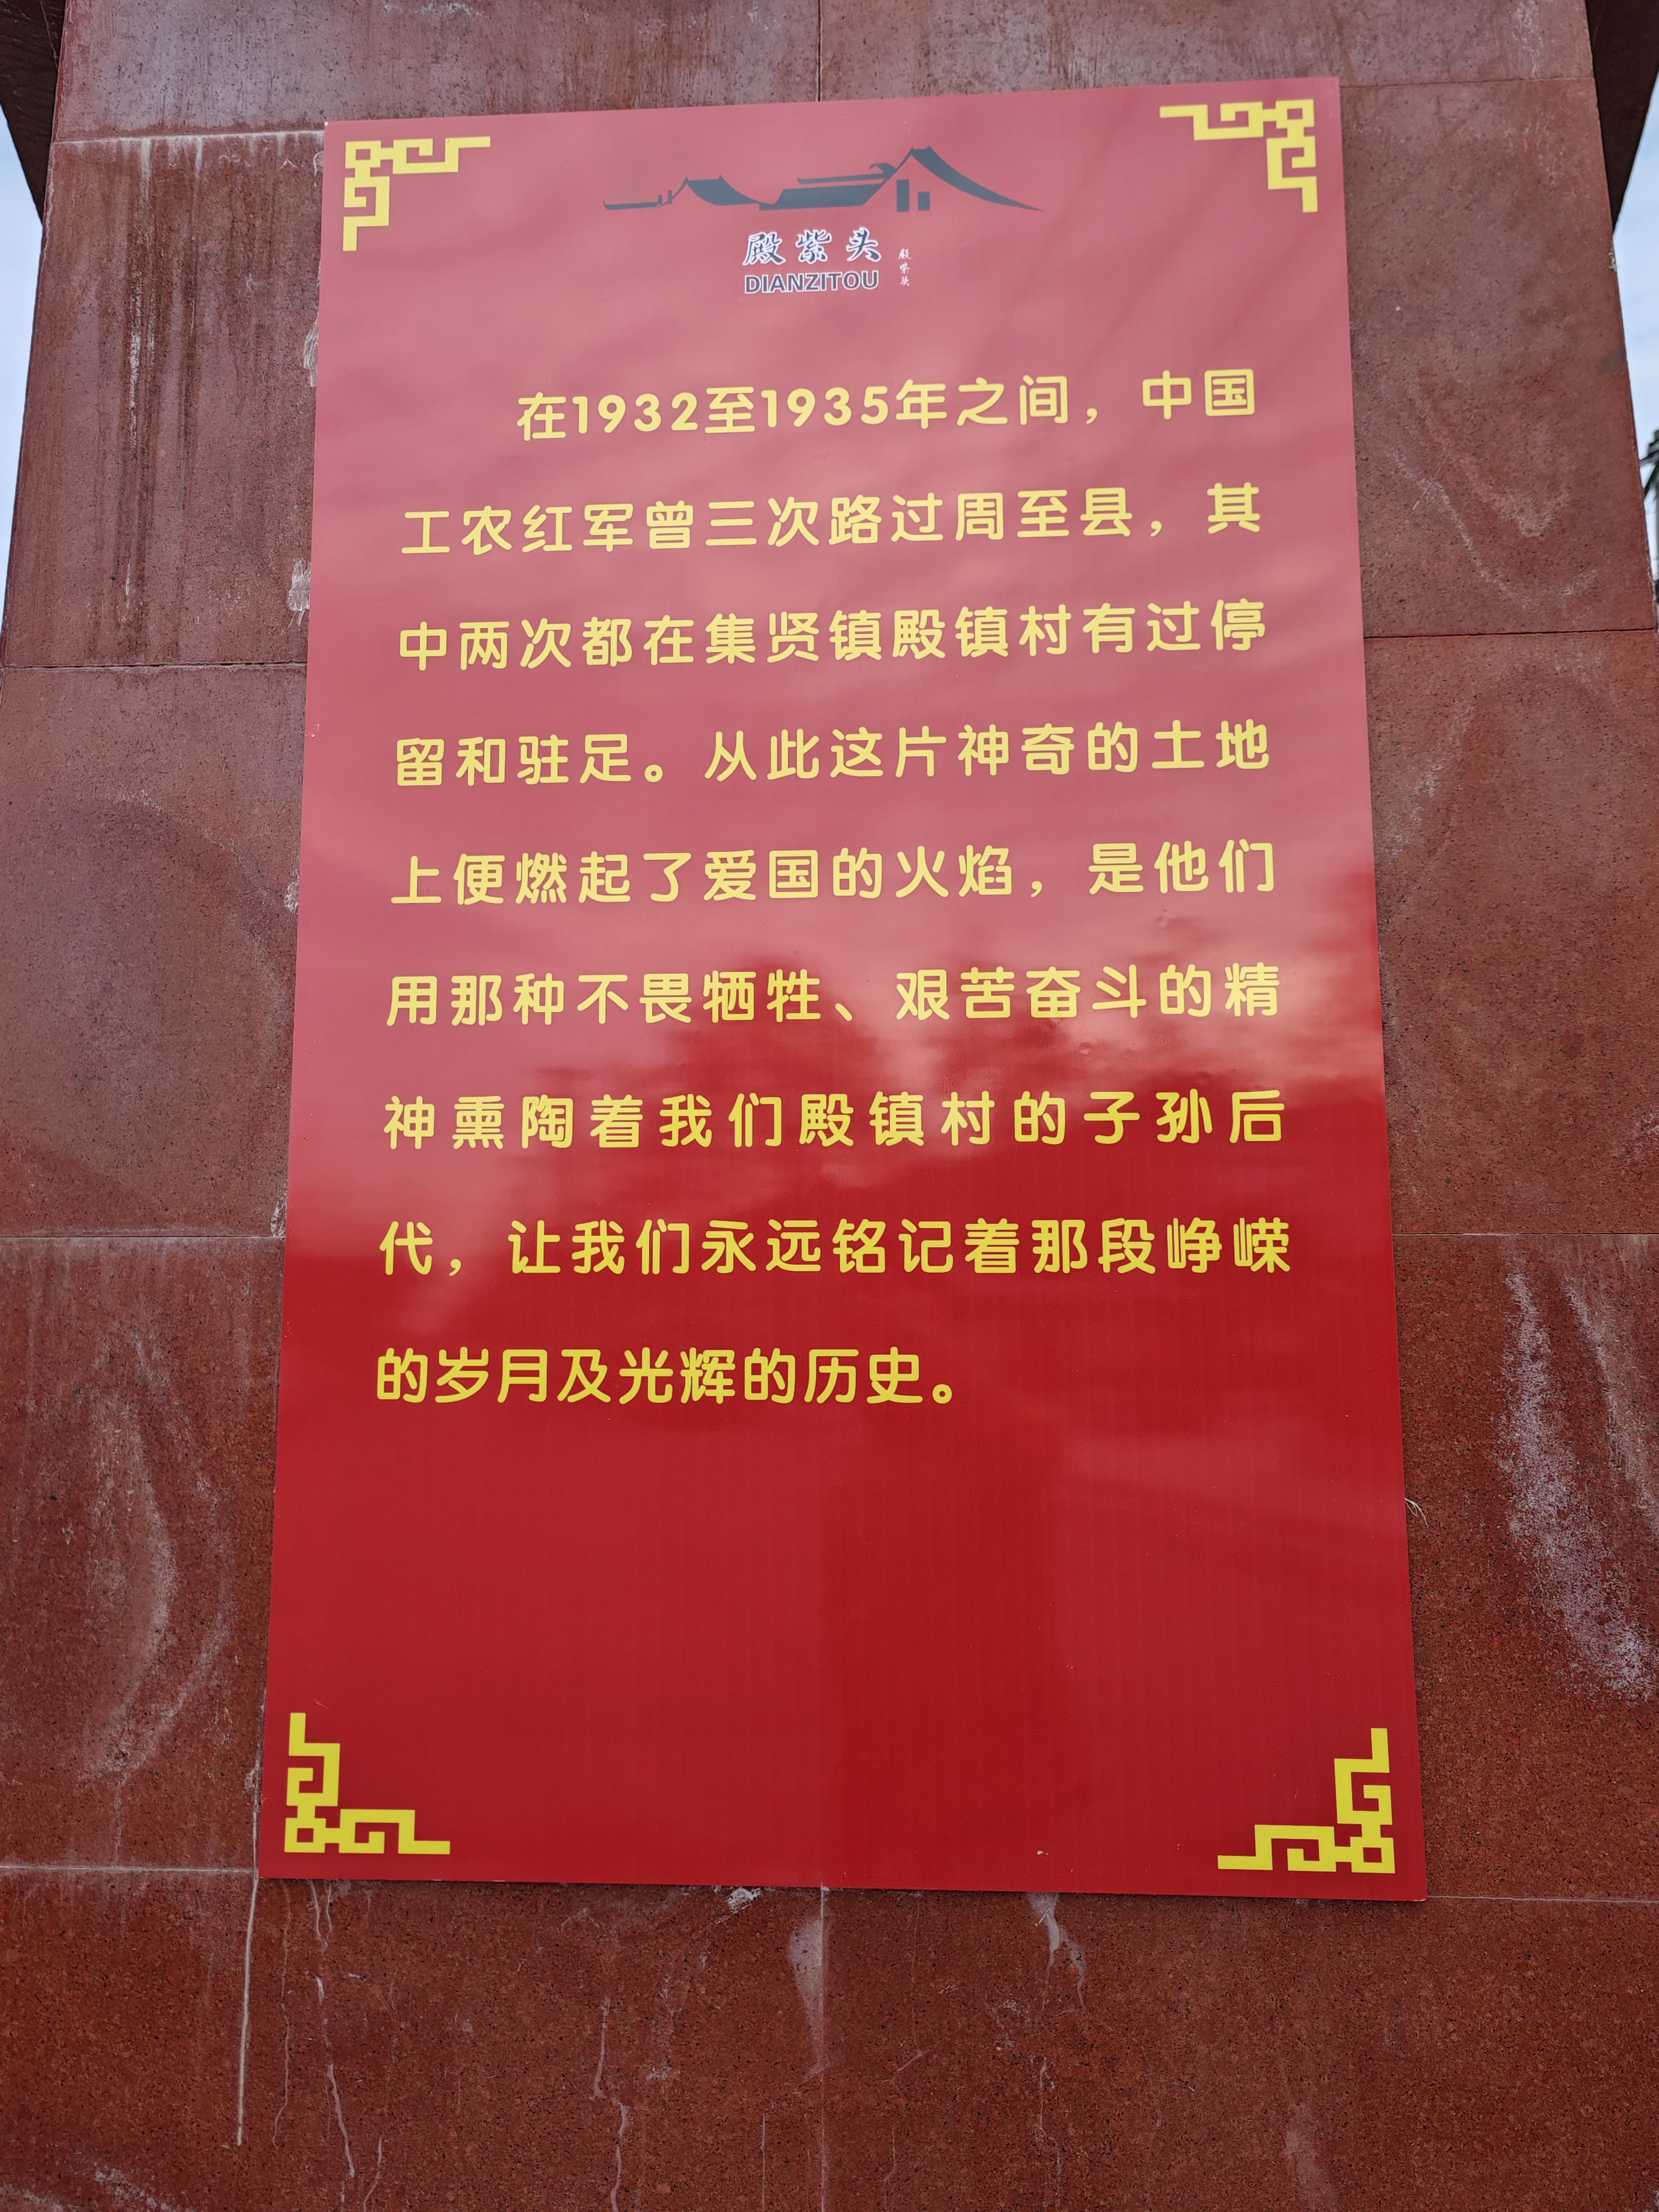 殿紫头
DIANZITOU
殿紫头
在1932至1935年之间，中国
工农红军曾三次路过周至县，其
中两次都在集贤镇殿镇村有过停
留和驻足。从此这片神奇的土地
上便燃起了爱国的火焰，是他们
用那种不畏牺牲、艰苦奋斗的精
神熏陶着我们殿镇村的子孙后
代，让我们永远铭记着那段峥嵘
的岁月及光辉的历史。